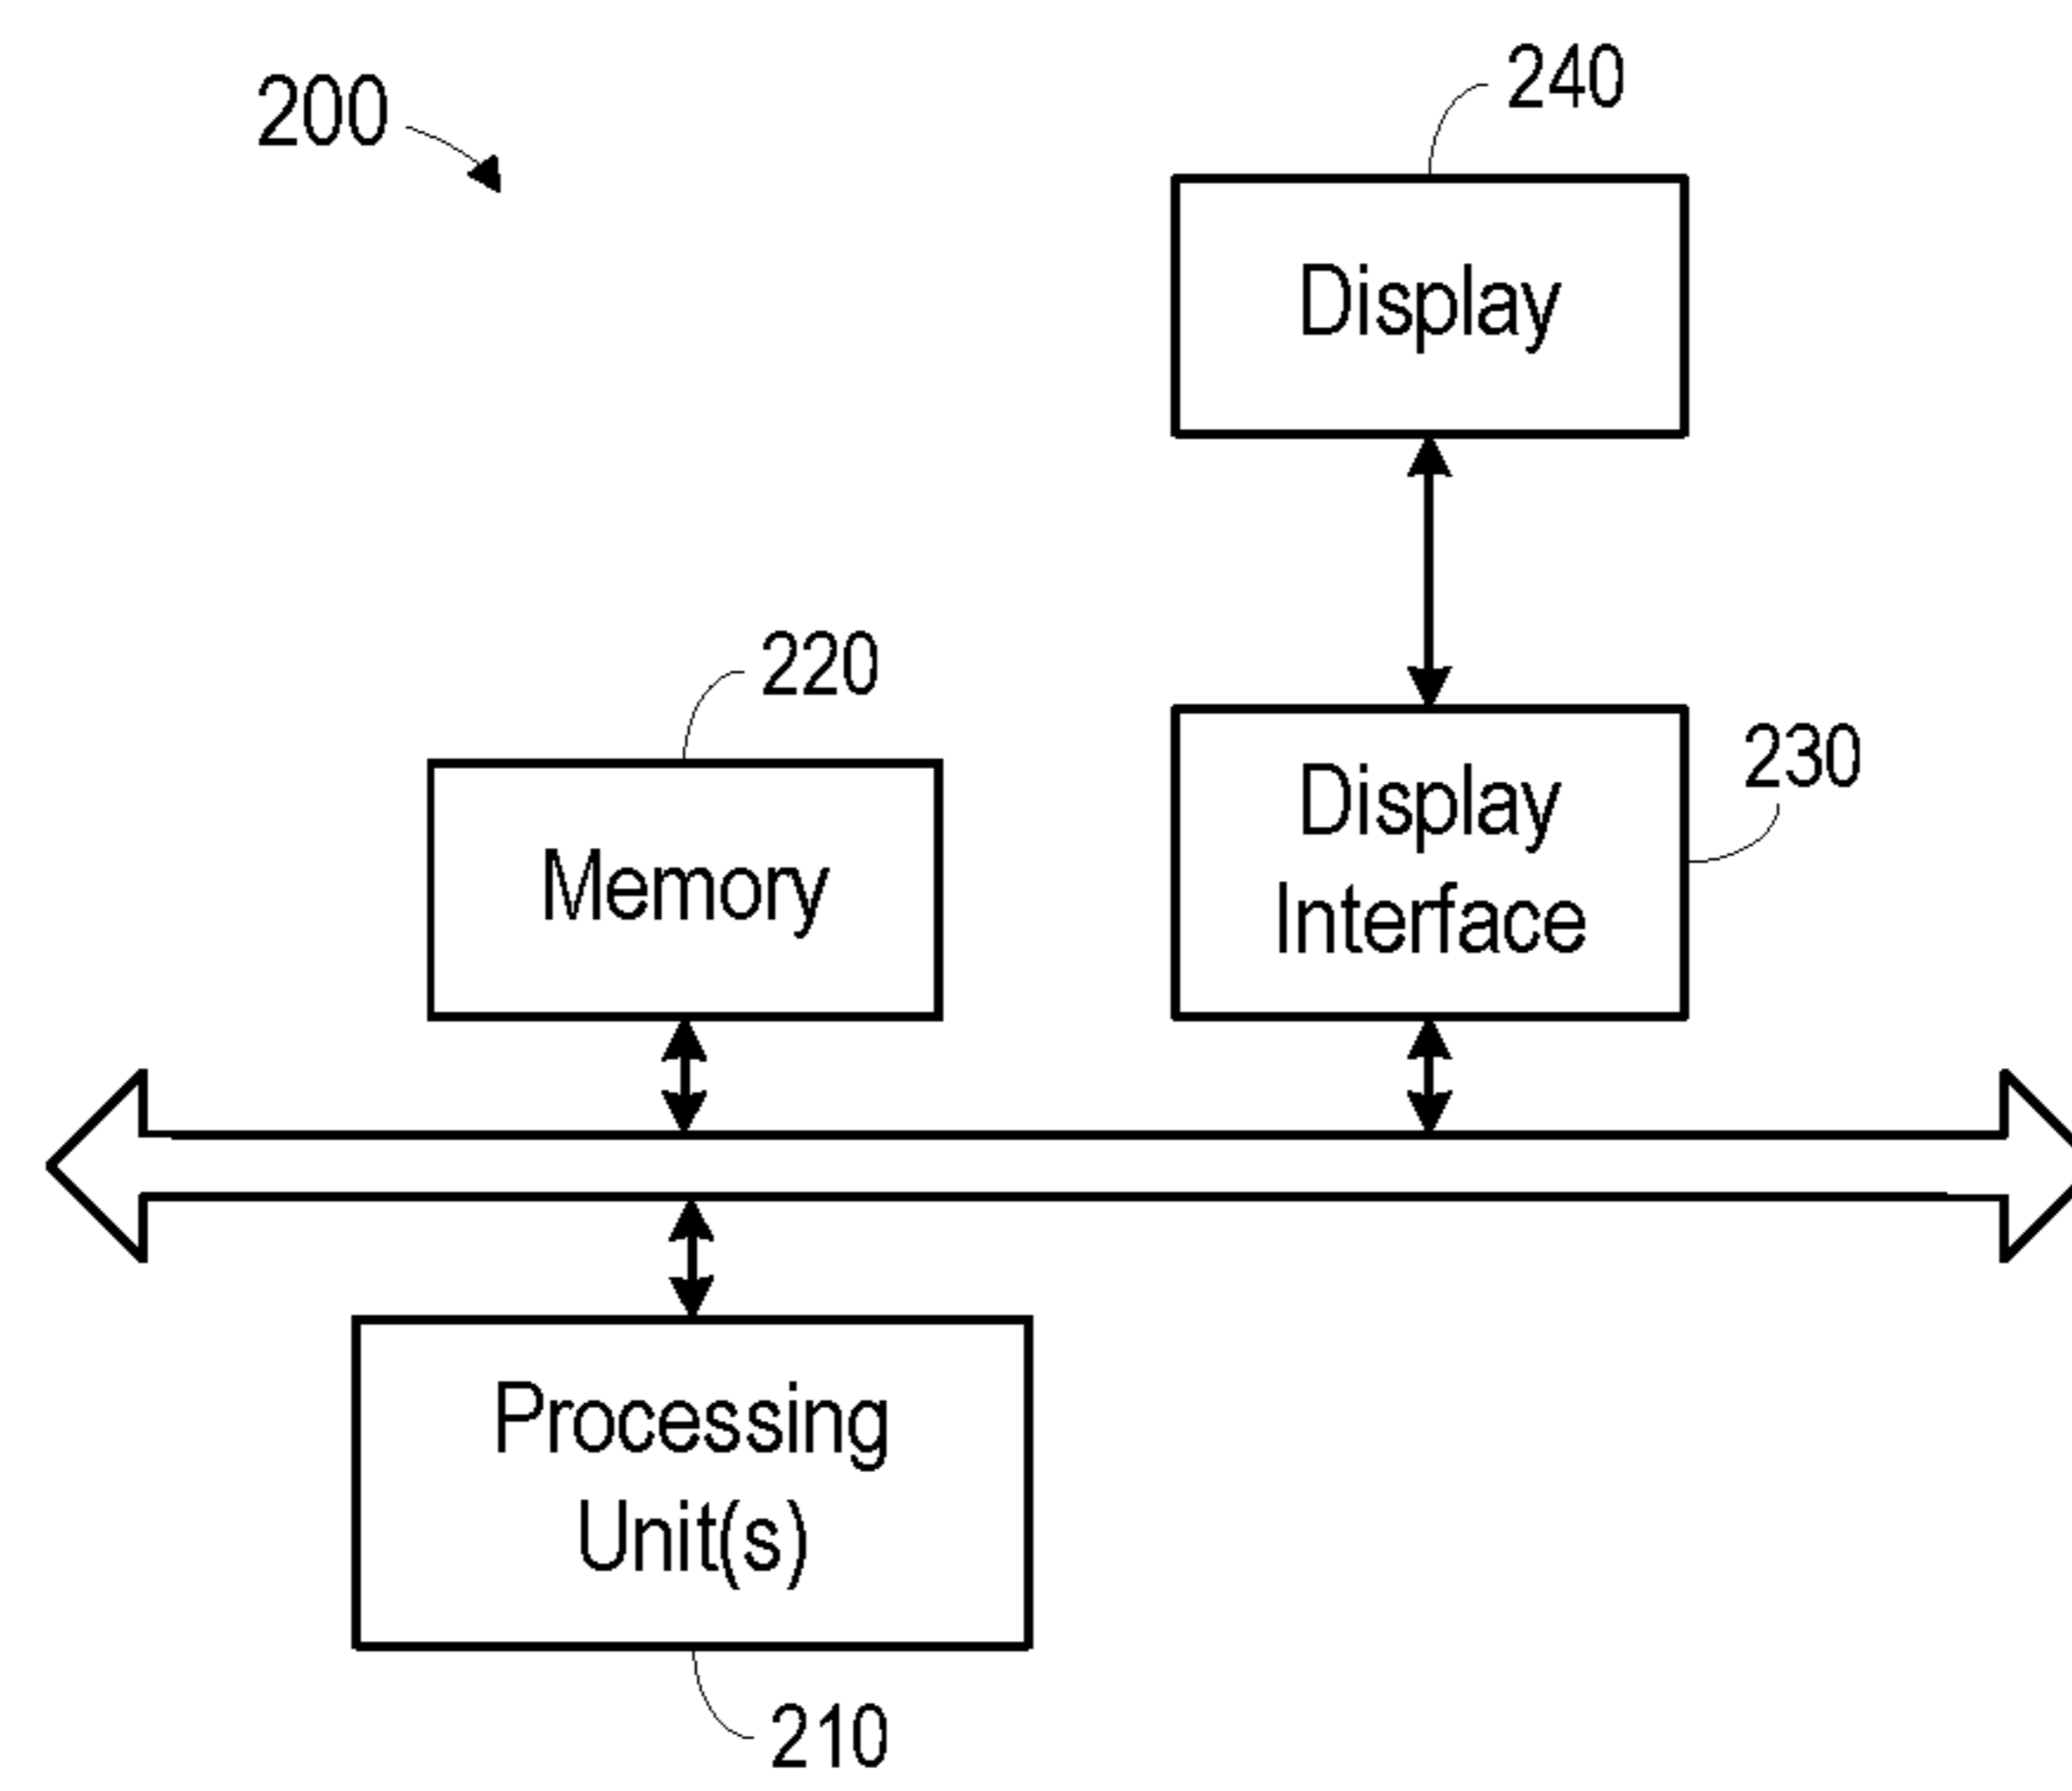 200
240
Display
220
230
Display
Interface
Memory
Processing
Unit(s)
210